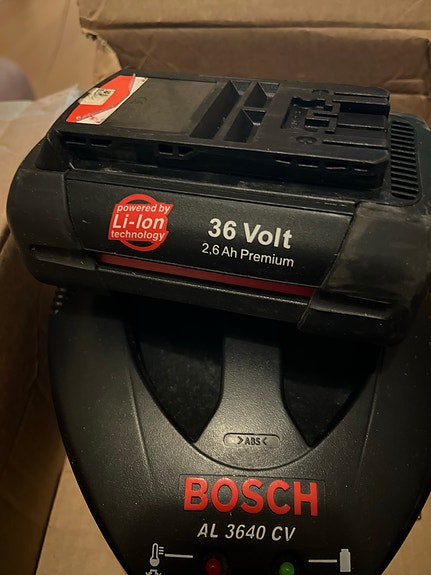 powered by
Li-Ion
technology
36 Volt
2,6 Ah Premium
>ABS<
BOSCH
AL 3640 CV